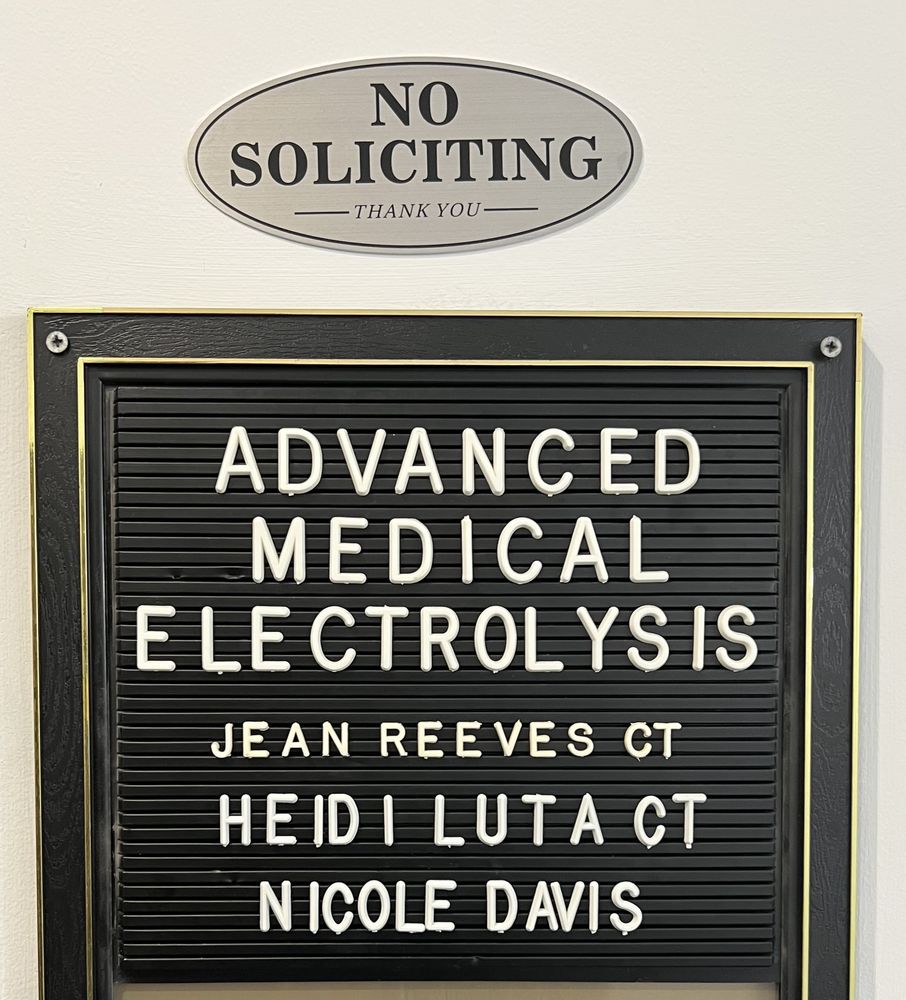 NO
SOLICITING
THANK YOU
ADVANCED
MEDICAL
ELECTROLYSIS
JEAN REEVES CT
HEIDI LUTA CT
NICOLE DAVIS